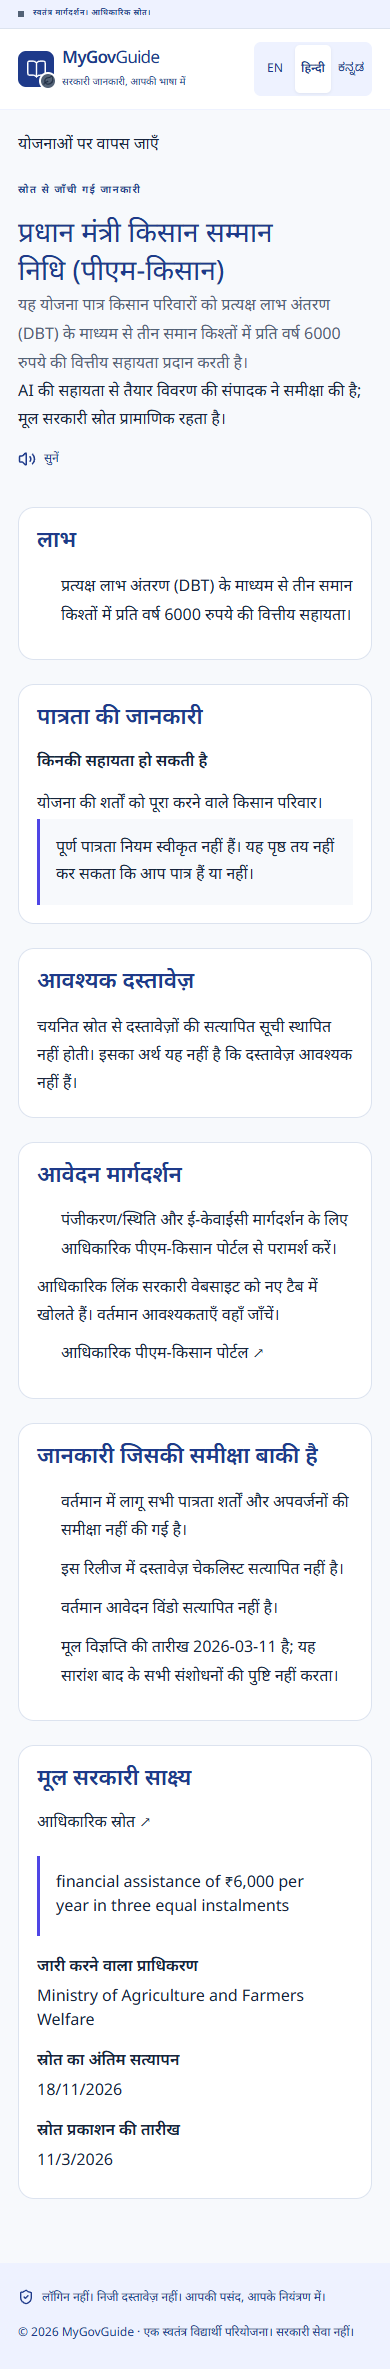 स्वतंत्र मार्गदर्शन। आधिकारिक स्रोत।
MyGovGuide
सरकारी जानकारी, आपकी भाषा में
EN
हिन्दी
ಕನ್ನಡ
योजनाओं पर वापस जाएँ
स्रोत से जाँची गई जानकारी
प्रधान मंत्री किसान सम्मान
निधि (पीएम-किसान)
यह योजना पात्र किसान परिवारों को प्रत्यक्ष लाभ अंतरण
(DBT) के माध्यम से तीन समान किश्तों में प्रति वर्ष 6000
रुपये की वित्तीय सहायता प्रदान करती है।
AI की सहायता से तैयार विवरण की संपादक ने समीक्षा की है;
मूल सरकारी स्रोत प्रामाणिक रहता है।
सुनें
लाभ
प्रत्यक्ष लाभ अंतरण (DBT) के माध्यम से तीन समान
किश्तों में प्रति वर्ष 6000 रुपये की वित्तीय सहायता।
पात्रता की जानकारी
किनकी सहायता हो सकती है
योजना की शर्तों को पूरा करने वाले किसान परिवार।
पूर्ण पात्रता नियम स्वीकृत नहीं हैं। यह पृष्ठ तय नहीं
कर सकता कि आप पात्र हैं या नहीं।
आवश्यक दस्तावेज़
चयनित स्रोत से दस्तावेज़ों की सत्यापित सूची स्थापित
नहीं होती। इसका अर्थ यह नहीं है कि दस्तावेज़ आवश्यक
नहीं हैं।
आवेदन मार्गदर्शन
पंजीकरण/स्थिति और ई-केवाईसी मार्गदर्शन के लिए
आधिकारिक पीएम-किसान पोर्टल से परामर्श करें।
आधिकारिक लिंक सरकारी वेबसाइट को नए टैब में
खोलते हैं। वर्तमान आवश्यकताएँ वहाँ जाँचें।
आधिकारिक पीएम-किसान पोर्टल ↗
जानकारी जिसकी समीक्षा बाकी है
वर्तमान में लागू सभी पात्रता शर्तों और अपवर्जनों की
समीक्षा नहीं की गई है।
इस रिलीज में दस्तावेज़ चेकलिस्ट सत्यापित नहीं है।
वर्तमान आवेदन विंडो सत्यापित नहीं है।
मूल विज्ञप्ति की तारीख 2026-03-11 है; यह
सारांश बाद के सभी संशोधनों की पुष्टि नहीं करता।
मूल सरकारी साक्ष्य
आधिकारिक स्रोत ↗
financial assistance of ₹6,000 per
year in three equal instalments
जारी करने वाला प्राधिकरण
Ministry of Agriculture and Farmers
Welfare
स्रोत का अंतिम सत्यापन
18/11/2026
स्रोत प्रकाशन की तारीख
11/3/2026
लॉगिन नहीं। निजी दस्तावेज़ नहीं। आपकी पसंद, आपके नियंत्रण में।
© 2026 MyGovGuide · एक स्वतंत्र विद्यार्थी परियोजना। सरकारी सेवा नहीं।